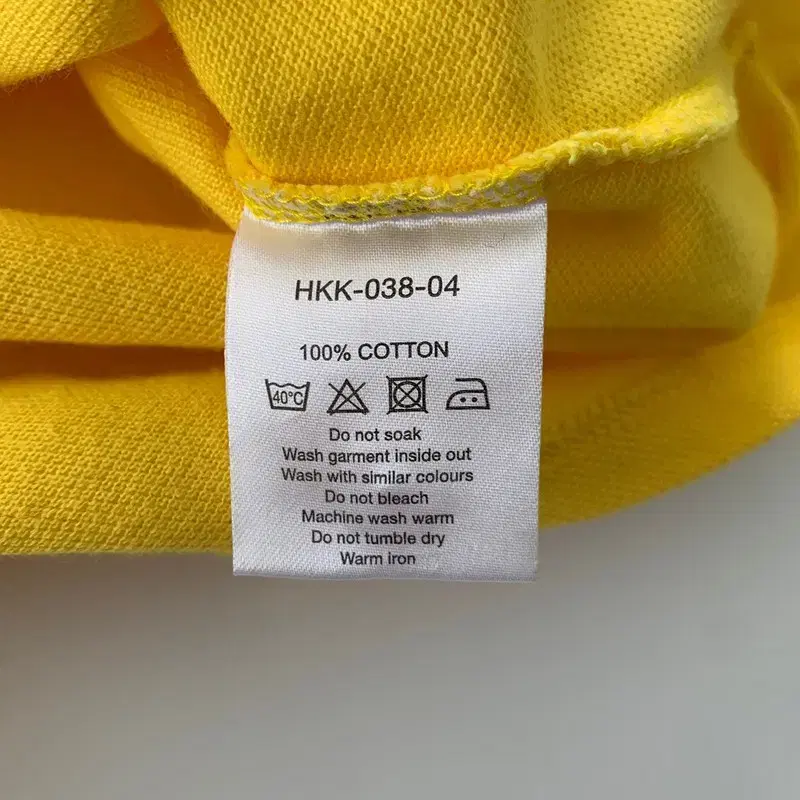 HKK-038-04
100% COTTON
40°C
Do not soak
Wash garment inside out
Wash with similar colours
Do not bleach
Machine wash warm
Do not tumble dry
Warm iron